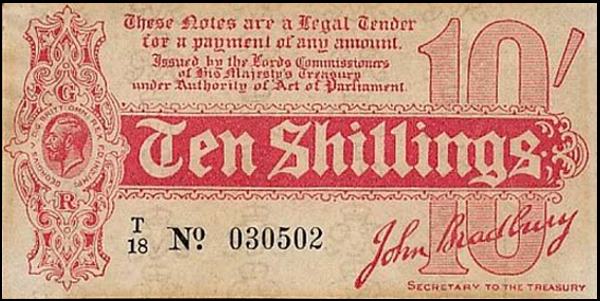 These Notes are a Legal Tender
for a payment of any amount.
Issued by the Lords Commissioners
of His Majesty's Treasury
under Authority of Act of Parliament.
10/
G
R
Ten Shillings
T
18 Nº 030502
John Bradbury
SECRETARY TO THE TREASURY